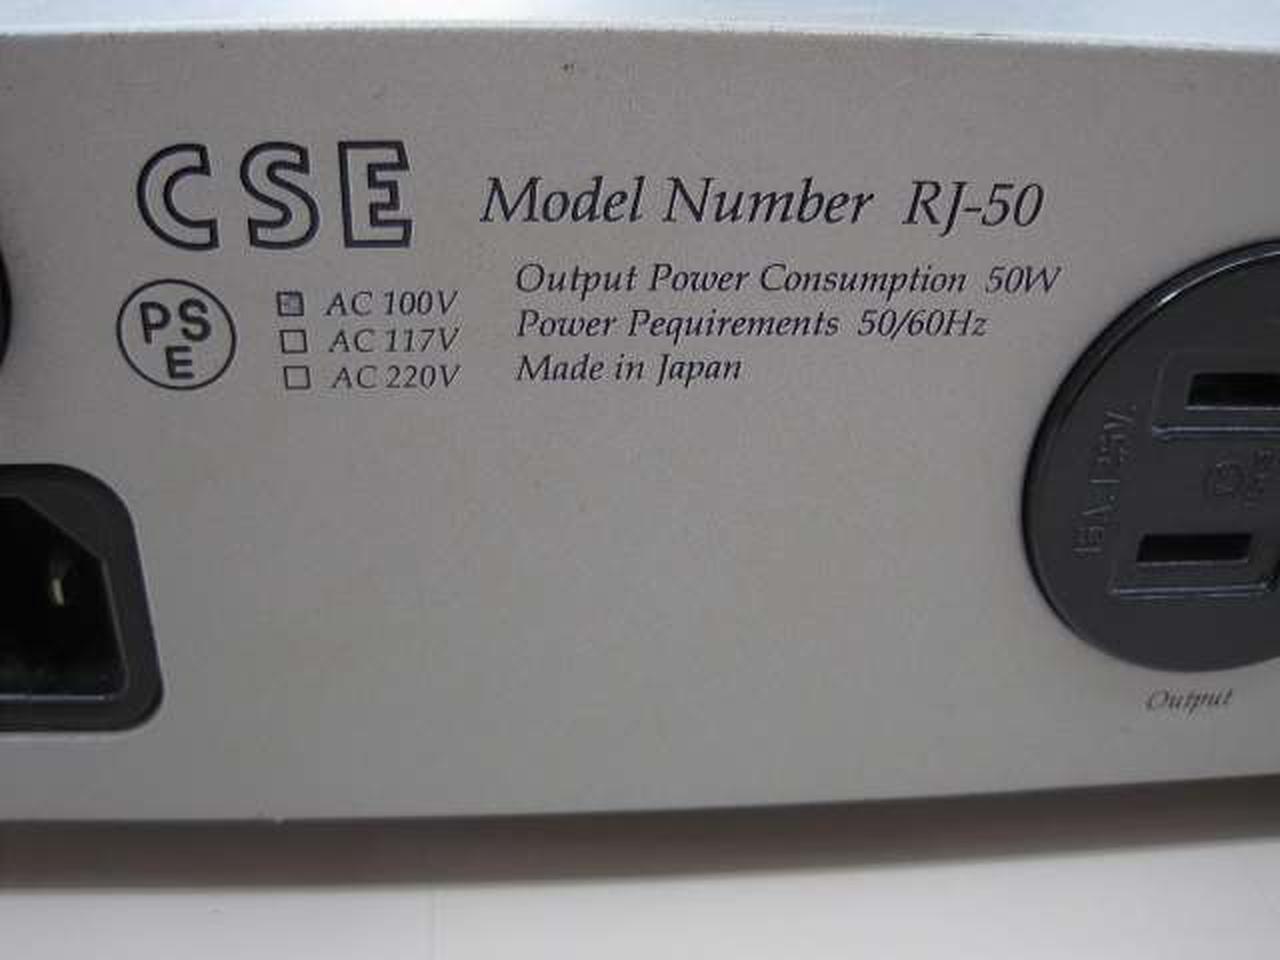 CSE
Model Number RJ-50
PSE
AC 100V
AC 117V
AC 220V
Output Power Consumption 50W
Power Pequirements 50/60Hz
Made in Japan
Output